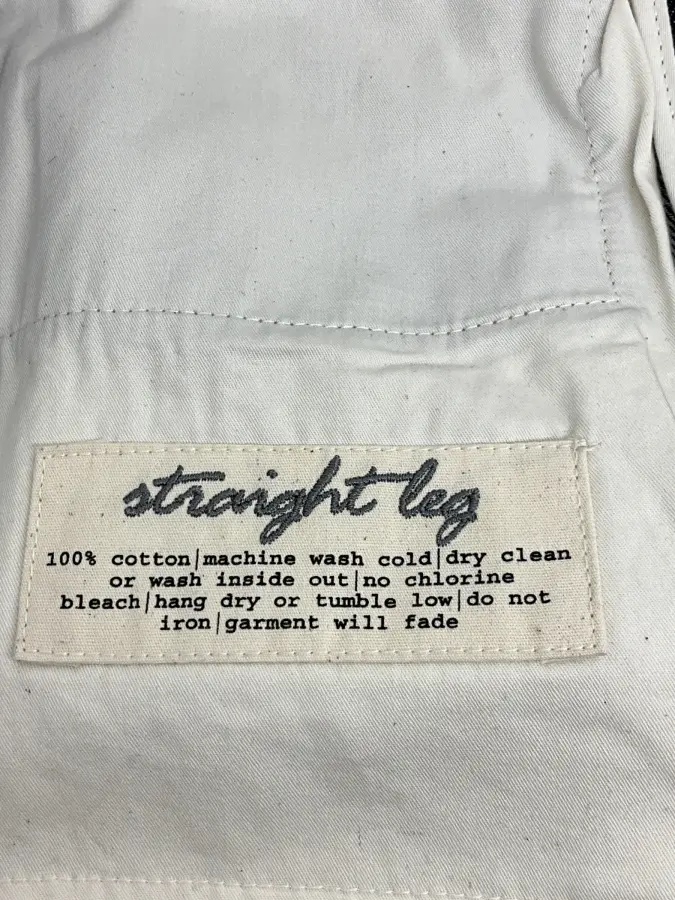 straight leg
100% cotton|machine wash cold|dry clean
or wash inside out|no chlorine
bleach|hang dry or tumble low|do not
iron|garment will fade